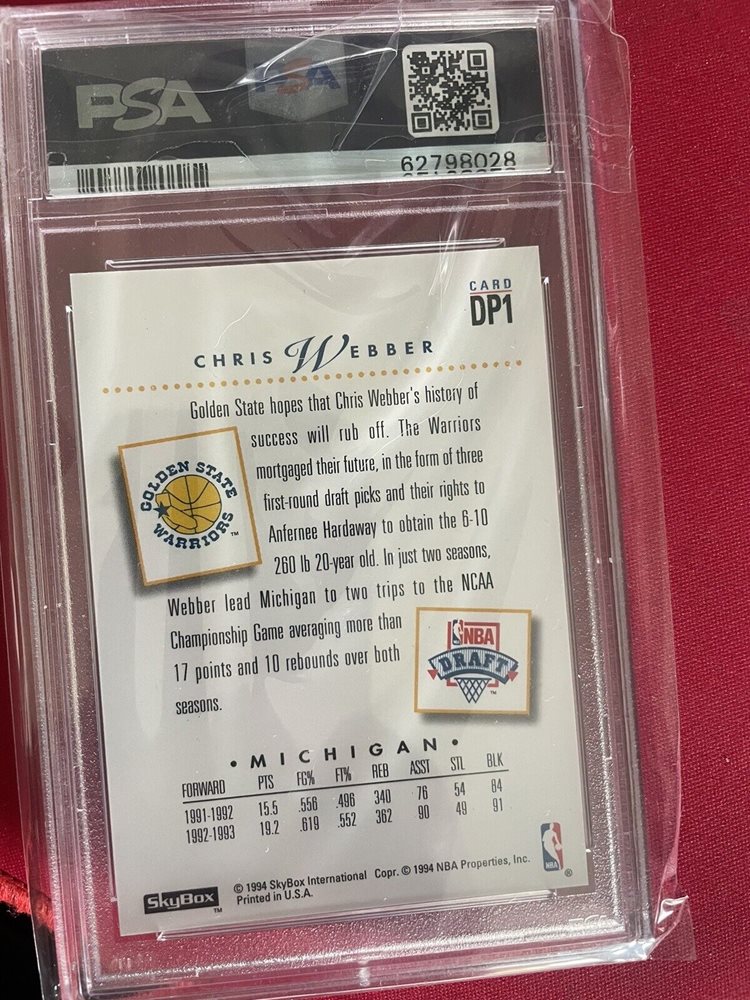 PSA
PSA
62798028
CARD
DP1
CHRIS WEBBER
Golden State hopes that Chris Webber's history of
success will rub off. The Warriors
mortgaged their future, in the form of three
first-round draft picks and their rights to
Anfernee Hardaway to obtain the 6-10
260 lb 20-year old. In just two seasons,
Webber lead Michigan to two trips to the NCAA
Championship Game averaging more than
17 points and 10 rebounds over both
seasons.
GOLDEN STATE
WARRIORS
TM
NBA
DRAFT
TM
• MICHIGAN •
FORWARD PTS FG% FT% REB ASST STL BLK
1991-1992 15.5 .556 .496 340 76 54 84
1992-1993 19.2 .619 .552 362 90 49 91
SkyBox TM
© 1994 SkyBox International Copr. © 1994 NBA Properties, Inc.
Printed in U.S.A.
NBA ®